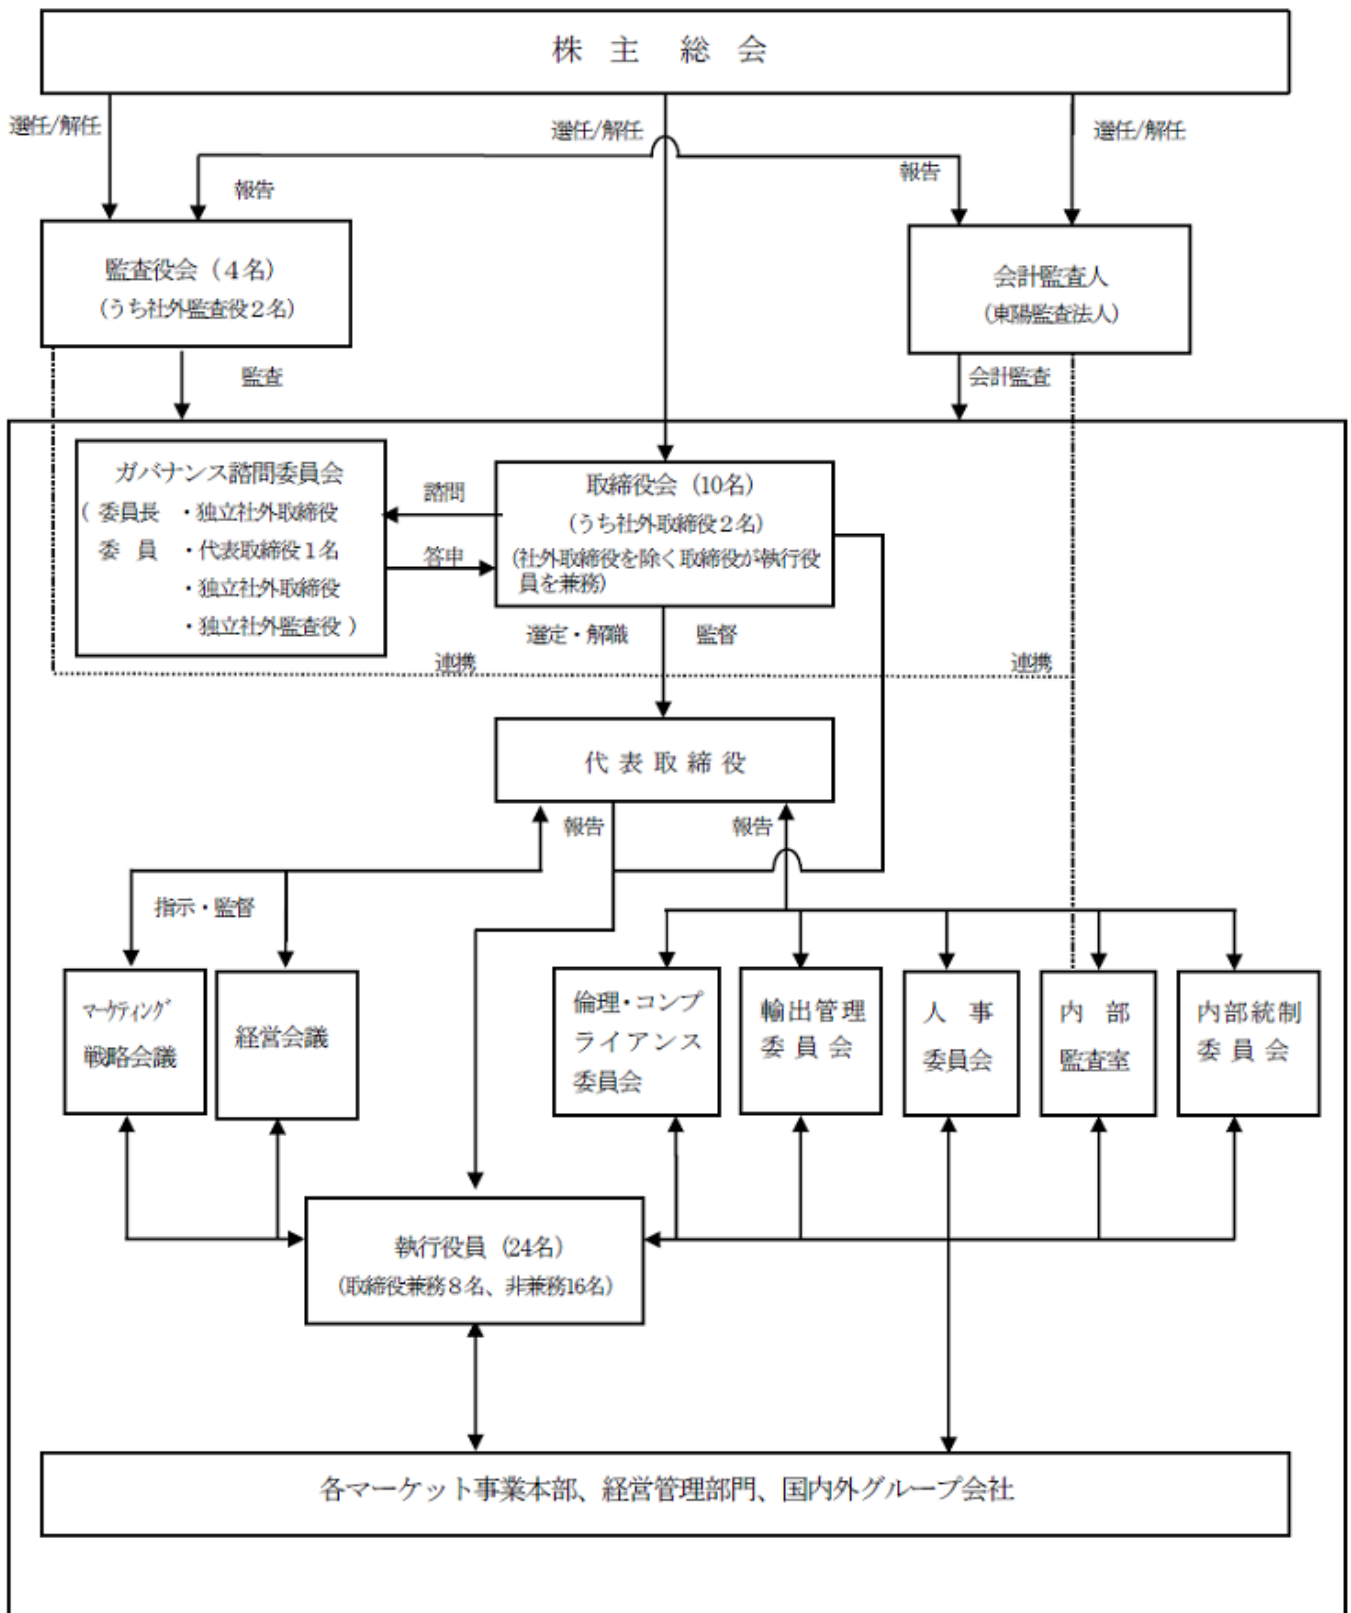 株 主 総 会
選任/解任
選任/解任
選任/解任
報告
報告
監査役会（４名）
（うち社外監査役２名）
会計監査人
（東陽監査法人）
監査
会計監査
ガバナンス諮問委員会
（ 委員長 ・独立社外取締役
委 員 ・代表取締役１名
・独立社外取締役
・独立社外監査役 ）
諮問
答申
取締役会（10名）
（うち社外取締役２名）
（社外取締役を除く取締役が執行役
員を兼務）
選定・解職
監督
連携
連携
代 表 取 締 役
報告
報告
指示・監督
ﾏｰｹﾃｨﾝｸﾞ
戦略会議
経営会議
倫理・コンプ
ライアンス
委員会
輸出管理
委 員 会
人 事
委員会
内 部
監査室
内部統制
委 員 会
執行役員（24名）
（取締役兼務８名、非兼務16名）
各マーケット事業本部、経営管理部門、国内外グループ会社